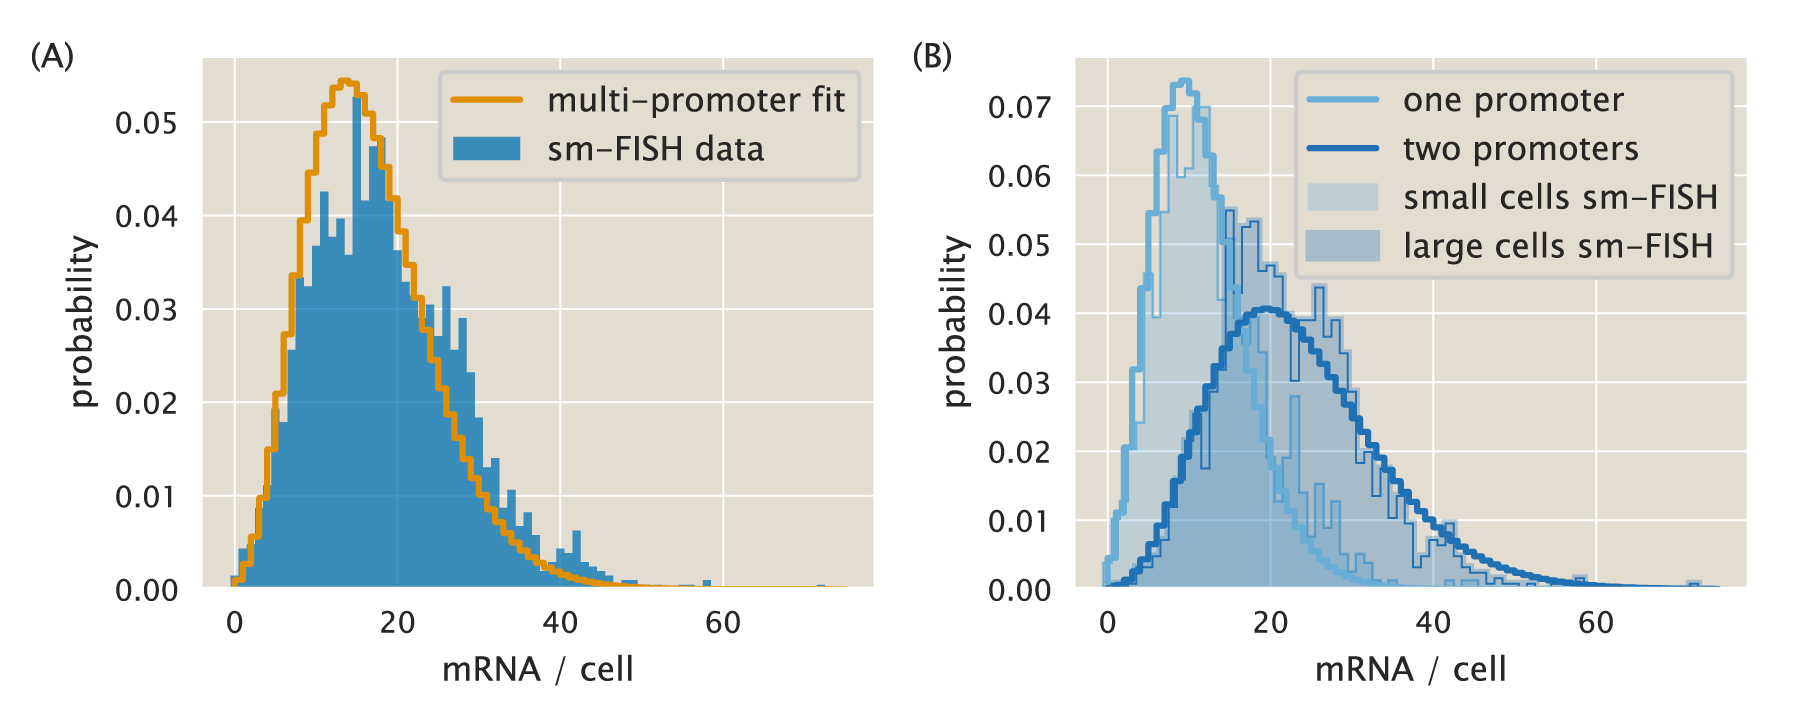 (A)
multi-promoter fit
sm-FISH data
0.05
0.04
0.03
0.02
0.01
0.00
probability
0
20
40
60
mRNA / cell
(B)
one promoter
two promoters
small cells sm-FISH
large cells sm-FISH
0.07
0.06
0.05
0.04
0.03
0.02
0.01
0.00
probability
0
20
40
60
mRNA / cell